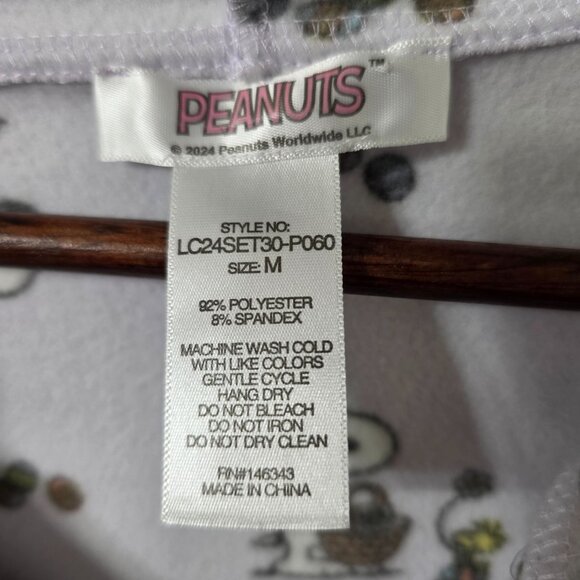 PEANUTS™
© 2024 Peanuts Worldwide LLC
STYLE NO:
LC24SET30-P060
SIZE: M
92% POLYESTER
8% SPANDEX
MACHINE WASH COLD
WITH LIKE COLORS
GENTLE CYCLE
HANG DRY
DO NOT BLEACH
DO NOT IRON
DO NOT DRY CLEAN
RN#146343
MADE IN CHINA